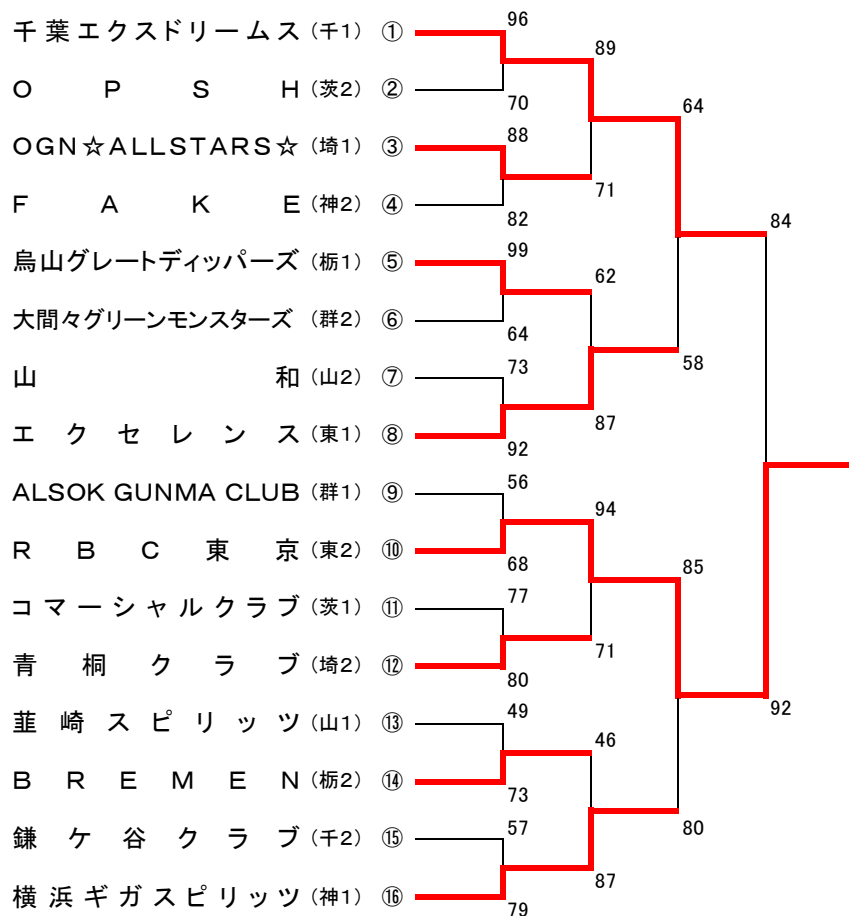 千葉エクスドリームス (千1) ①
96
89
OPSH (茨2) ②
70
64
OGN☆ALLSTARS☆ (埼1) ③
88
71
FAKE (神2) ④
82
84
烏山グレートディッパーズ (栃1) ⑤
99
62
大間々グリーンモンスターズ (群2) ⑥
64
58
山和 (山2) ⑦
73
87
エクセレンス (東1) ⑧
92
ALSOK GUNMA CLUB (群1) ⑨
56
94
RBC東京 (東2) ⑩
68
85
コマーシャルクラブ (茨1) ⑪
77
71
青桐クラブ (埼2) ⑫
80
92
韮崎スピリッツ (山1) ⑬
49
46
BREMEN (栃2) ⑭
73
80
鎌ケ谷クラブ (千2) ⑮
57
87
横浜ギガスピリッツ (神1) ⑯
79